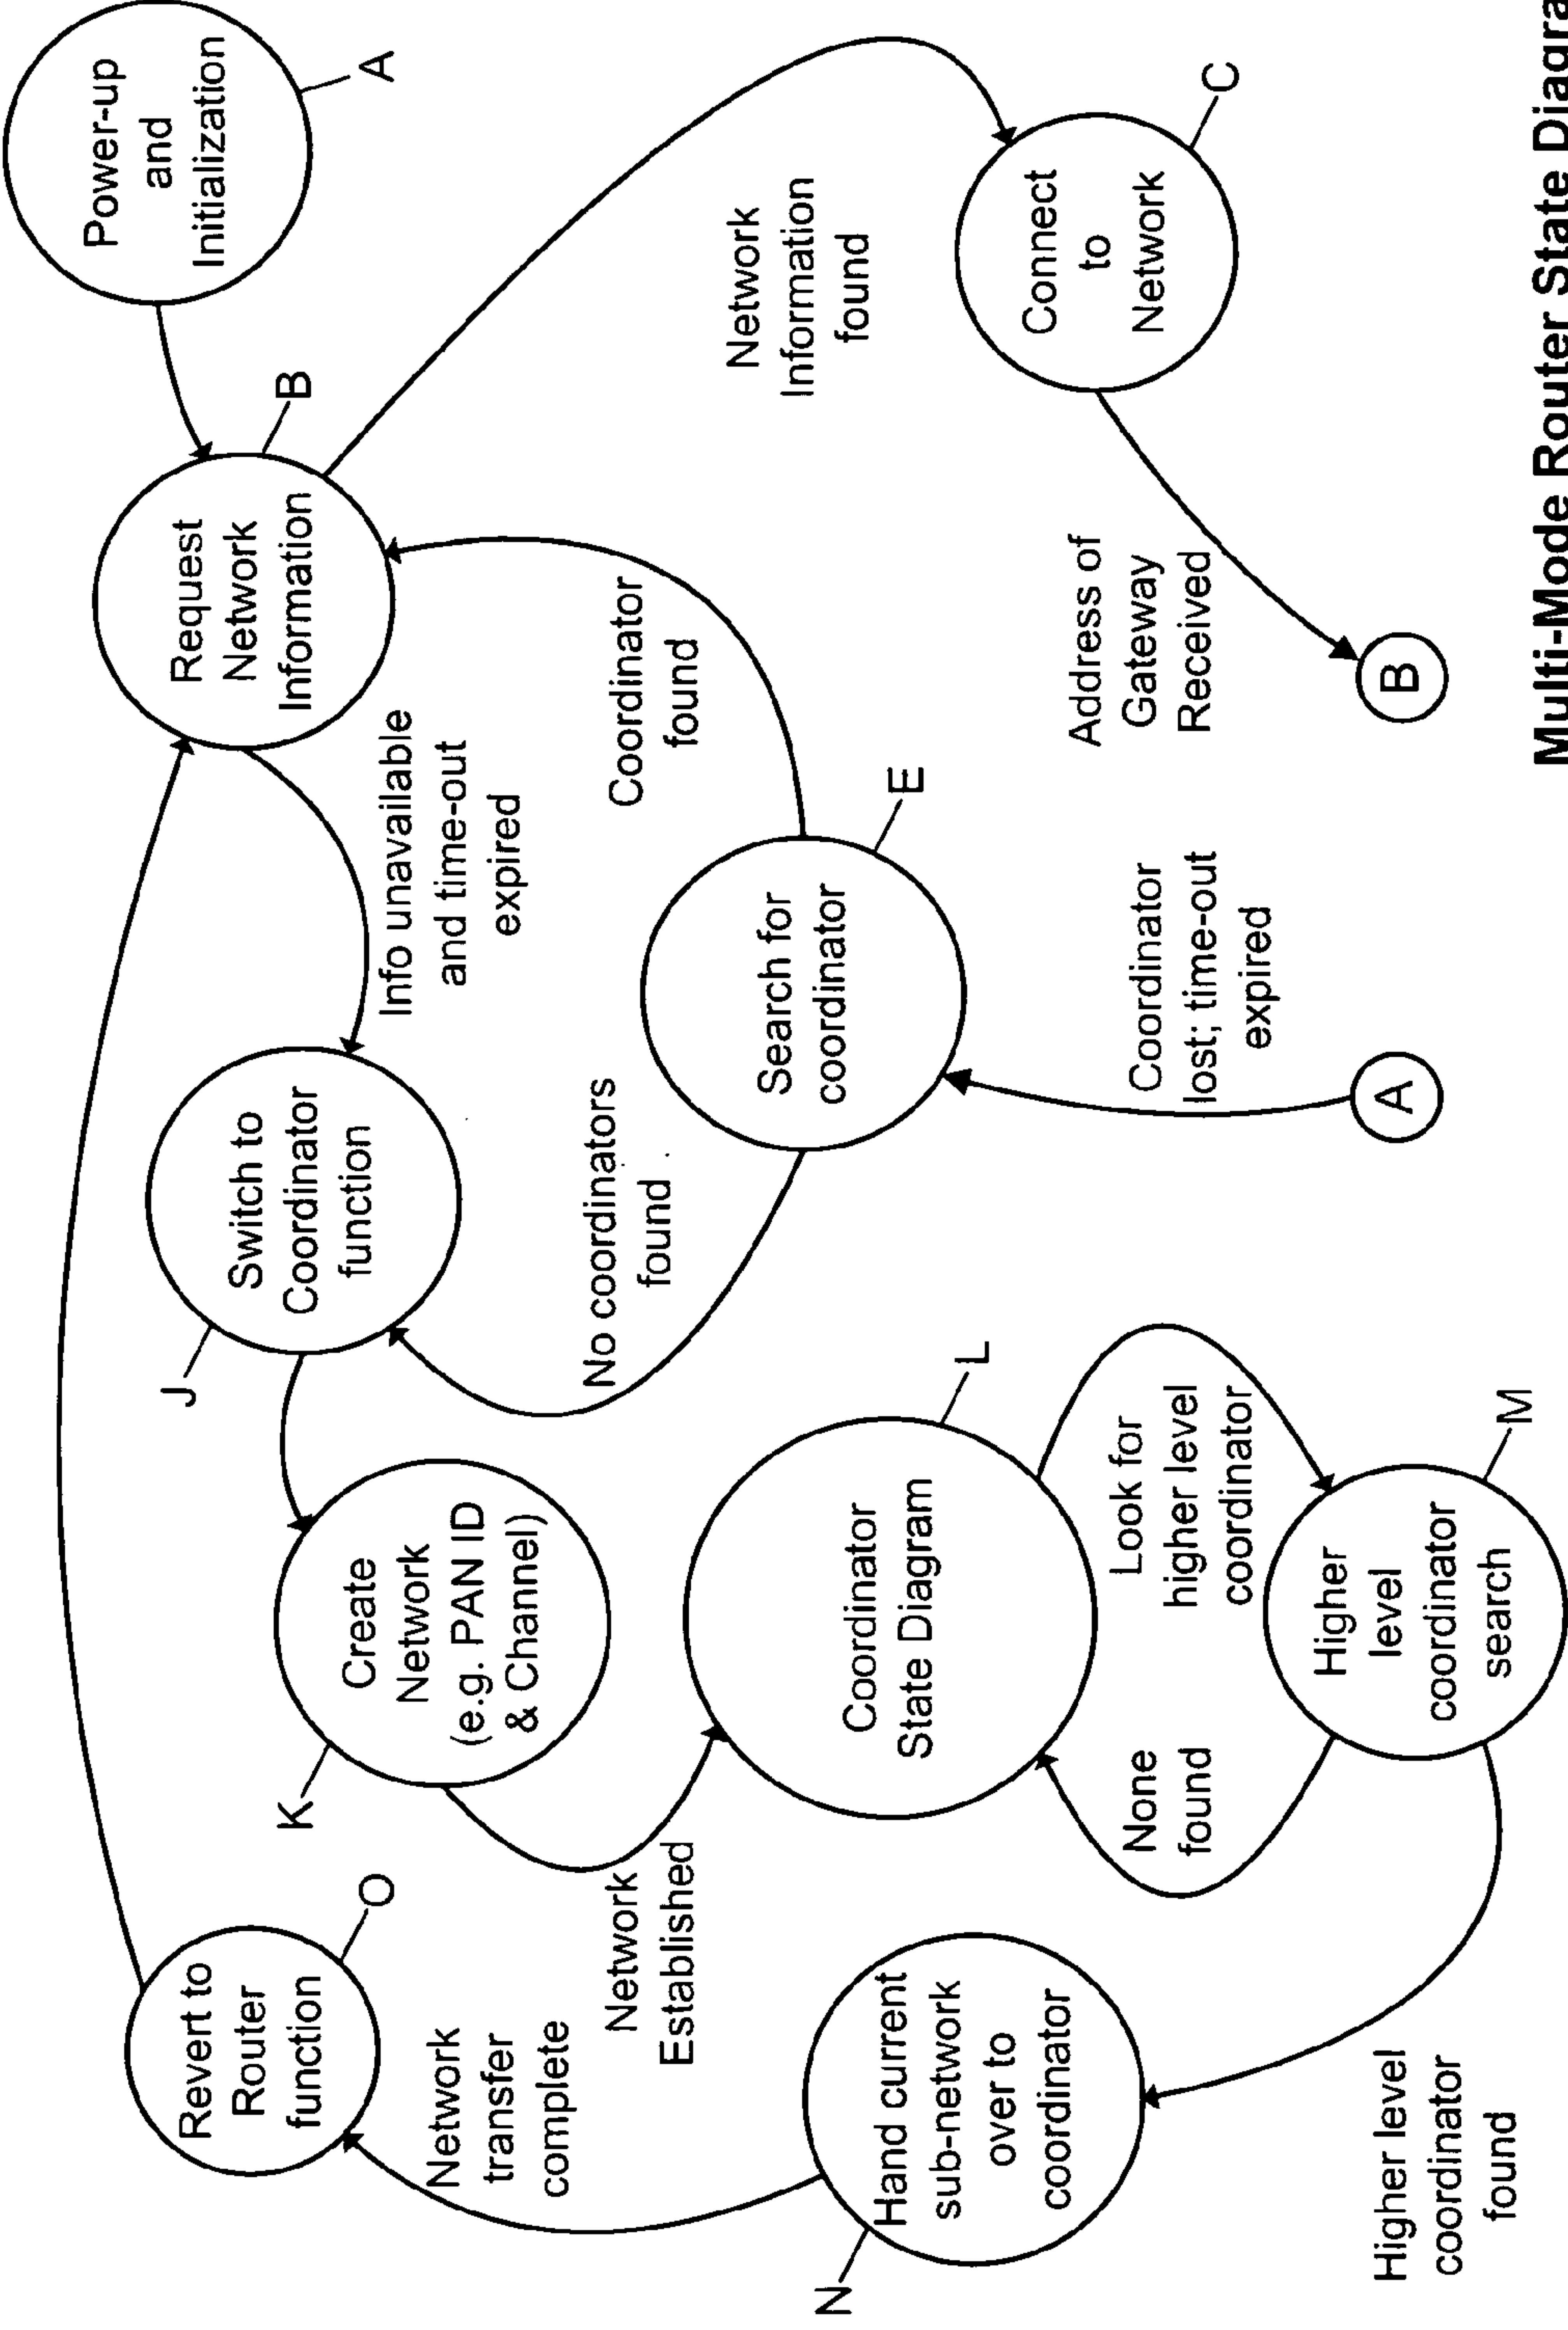 Power-up
and
Initialization
A
Request
Network
Information
B
Switch to
Coordinator
function
J
Revert to
Router
function
O
Create
Network
(e.g. PAN ID
& Channel)
K
Info unavailable
and time-out
expired
Network
transfer
complete
Network
Established
No coordinators
found
Coordinator
found
Network
Information
found
Search for
coordinator
E
Coordinator
State Diagram
L
Hand current
sub-network
over to
coordinator
N
Connect
to
Network
C
Address of
Gateway
Received
Coordinator
lost; time-out
expired
Look for
higher level
coordinator
None
found
Higher
level
coordinator
search
M
Higher level
coordinator
found
A
B
Multi-Mode Router State Diagra